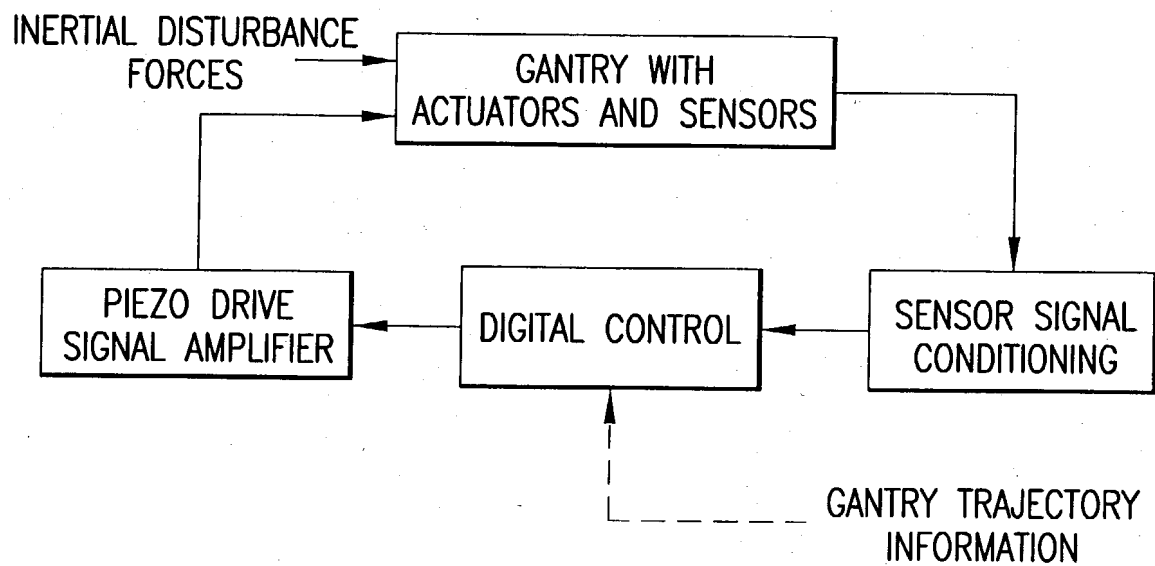 INERTIAL DISTURBANCE
FORCES
GANTRY WITH
ACTUATORS AND SENSORS
PIEZO DRIVE
SIGNAL AMPLIFIER
DIGITAL CONTROL
SENSOR SIGNAL
CONDITIONING
GANTRY TRAJECTORY
INFORMATION